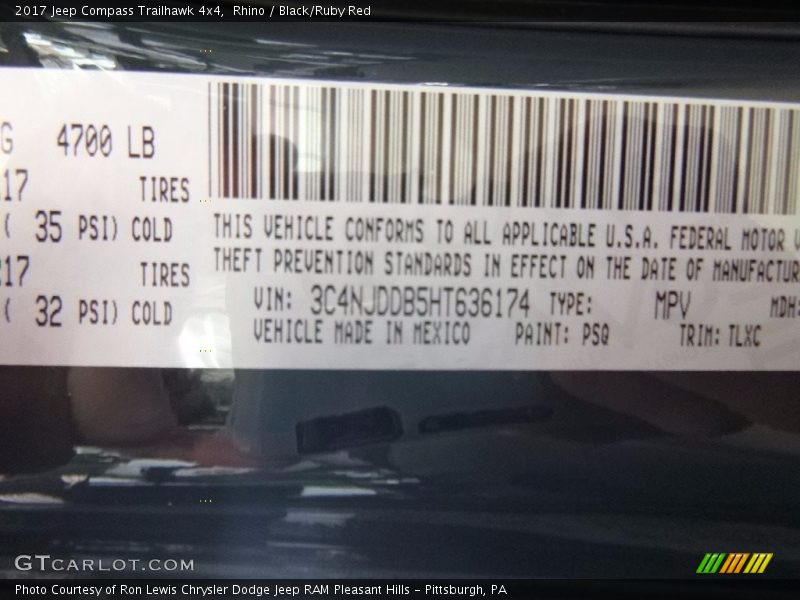 2017 Jeep Compass Trailhawk 4x4, Rhino / Black/Ruby Red
G 4700 LB
17 TIRES
( 35 PSI) COLD
17 TIRES
( 32 PSI) COLD
THIS VEHICLE CONFORMS TO ALL APPLICABLE U.S.A. FEDERAL MOTOR V
THEFT PREVENTION STANDARDS IN EFFECT ON THE DATE OF MANUFACTUR
VIN: 3C4NJDDB5HT636174 TYPE: MPV MDH:
VEHICLE MADE IN MEXICO PAINT: PSQ TRIM: TLXC
GTCARLOT.COM
Photo Courtesy of Ron Lewis Chrysler Dodge Jeep RAM Pleasant Hills - Pittsburgh, PA